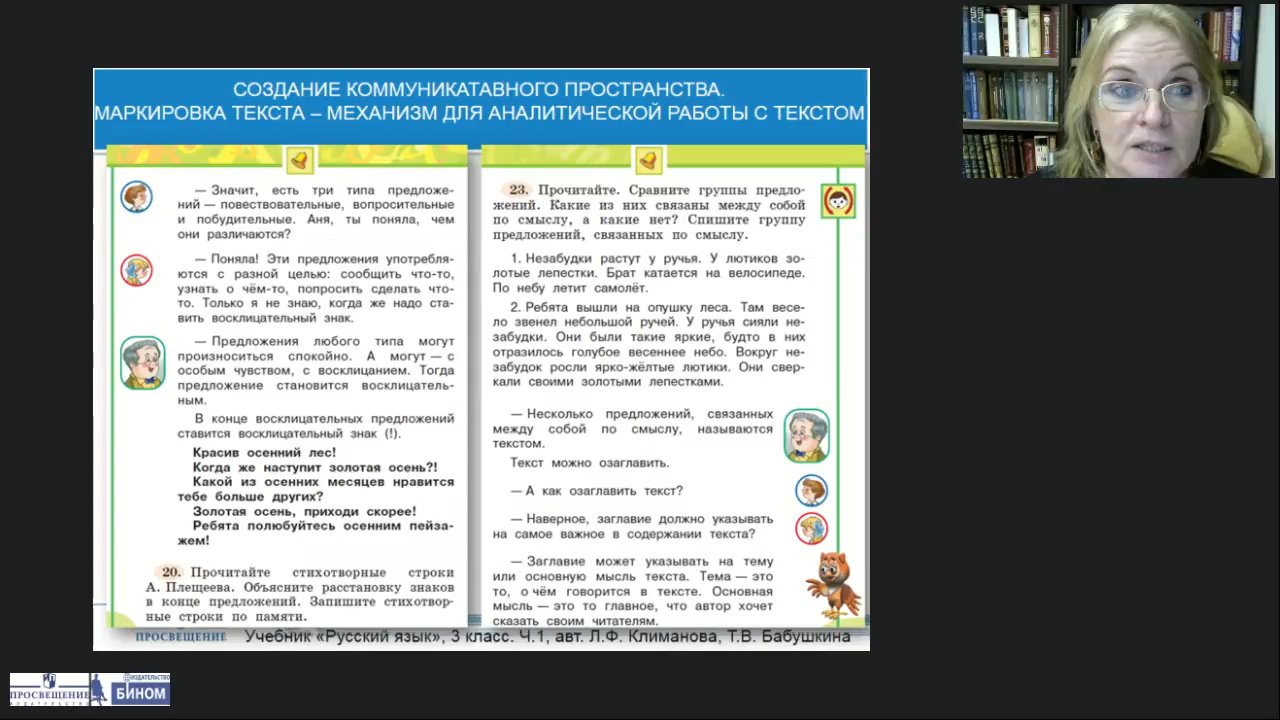 СОЗДАНИЕ КОММУНИКАТАВНОГО ПРОСТРАНСТВА.
МАРКИРОВКА ТЕКСТА – МЕХАНИЗМ ДЛЯ АНАЛИТИЧЕСКОЙ РАБОТЫ С ТЕКСТОМ
— Значит, есть три типа предложе-
ний — повествовательные, вопросительные
и побудительные. Аня, ты поняла, чем
они различаются?
— Поняла! Эти предложения употребля-
ются с разной целью: сообщить что-то,
узнать о чём-то, попросить сделать что-
то. Только я не знаю, когда же надо ста-
вить восклицательный знак.
— Предложения любого типа могут
произноситься спокойно. А могут — с
особым чувством, с восклицанием. Тогда
предложение становится восклицатель-
ным.
В конце восклицательных предложений
ставится восклицательный знак (!).
Красив осенний лес!
Когда же наступит золотая осень?!
Какой из осенних месяцев нравится
тебе больше других?
Золотая осень, приходи скорее!
Ребята полюбуйтесь осенним пейза-
жем!
20. Прочитайте стихотворные строки
А. Плещеева. Объясните расстановку знаков
в конце предложений. Запишите стихотвор-
ные строки по памяти.
23. Прочитайте. Сравните группы предло-
жений. Какие из них связаны между собой
по смыслу, а какие нет? Спишите группу
предложений, связанных по смыслу.
1. Незабудки растут у ручья. У лютиков зо-
лотые лепестки. Брат катается на велосипеде.
По небу летит самолёт.
2. Ребята вышли на опушку леса. Там весе-
ло звенел небольшой ручей. У ручья сияли не-
забудки. Они были такие яркие, будто в них
отразилось голубое весеннее небо. Вокруг не-
забудок росли ярко-жёлтые лютики. Они свер-
кали своими золотыми лепестками.
— Несколько предложений, связанных
между собой по смыслу, называются
текстом.
Текст можно озаглавить.
— А как озаглавить текст?
— Наверное, заглавие должно указывать
на самое важное в содержании текста?
— Заглавие может указывать на тему
или основную мысль текста. Тема — это
то, о чём говорится в тексте. Основная
мысль — это то главное, что автор хочет
сказать своим читателям.
ПРОСВЕЩЕНИЕ
Учебник «Русский язык», 3 класс. Ч.1, авт. Л.Ф. Климанова, Т.В. Бабушкина
ПРОСВЕЩЕНИЕ
ИЗДАТЕЛЬСТВО
ИЗДАТЕЛЬСТВО
БИНОМ